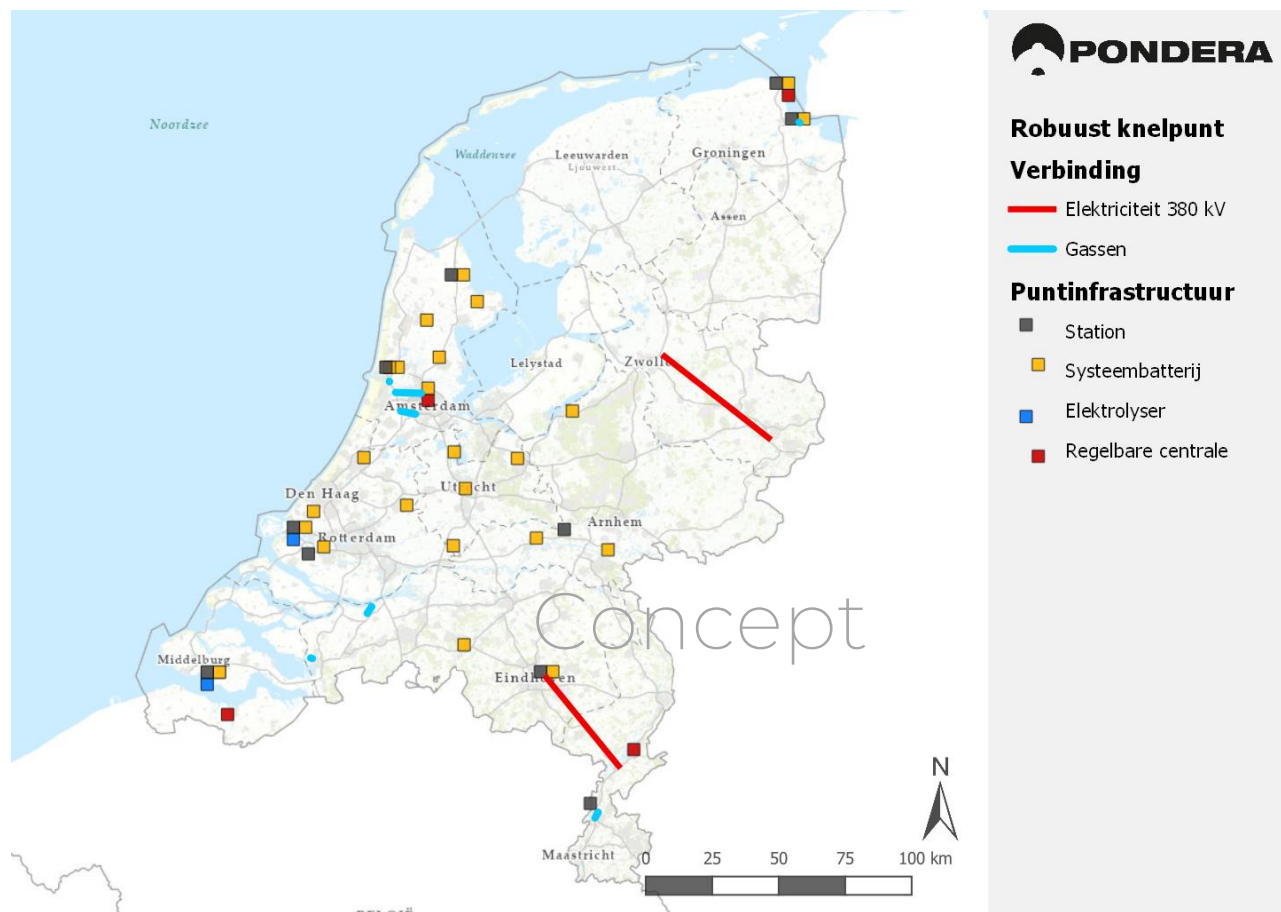 PONDERA
Robuust knelpunt
Verbinding
Elektriciteit 380 kV
Gassen
Puntinfrastructuur
Station
Systeembatterij
Elektrolyser
Regelbare centrale
Noordzee
Waddenzee
Leeuwarden
Ljouwert
Groningen
Assen
Lelystad
Zwolle
Amsterdam
Den Haag
Utrecht
Rotterdam
Arnhem
Concept
Middelburg
Eindhoven
Maastricht
N
0 25 50 75 100 km
BELGIË